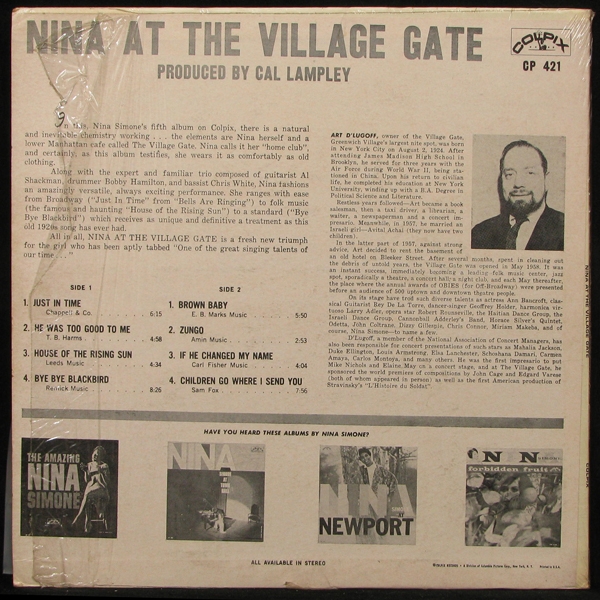 NINA AT THE VILLAGE GATE
PRODUCED BY CAL LAMPLEY
COLPIX
CP 421
In this, Nina Simone's fifth album on Colpix, there is a natural
and inevitable chemistry working . . . the elements are Nina herself and a
lower Manhattan cafe called The Village Gate. Nina calls it her "home club",
and certainly, as this album testifies, she wears it as comfortably as old
clothing.
Along with the expert and familiar trio composed of guitarist Al
Shackman, drummer Bobby Hamilton, and bassist Chris White, Nina fashions
an amazingly versatile, always exciting performance. She ranges with ease
from Broadway ("Just In Time" from "Bells Are Ringing") to folk music
(the famous and haunting "House of the Rising Sun") to a standard ("Bye
Bye Blackbird") which receives as unique and definitive a treatment as this
old 1920s song has ever had.
All in all, NINA AT THE VILLAGE GATE is a fresh new triumph
for the girl who has been aptly tabbed "One of the great singing talents of
our time . . ."
SIDE 1
1. JUST IN TIME
Chappell & Co. 6:15
2. HE WAS TOO GOOD TO ME
T. B. Harms 4:58
3. HOUSE OF THE RISING SUN
Leeds Music 4:34
4. BYE BYE BLACKBIRD
Remick Music 8:26
SIDE 2
1. BROWN BABY
E. B. Marks Music 5:50
2. ZUNGO
Amin Music 2:53
3. IF HE CHANGED MY NAME
Carl Fisher Music 4:04
4. CHILDREN GO WHERE I SEND YOU
Sam Fox 7:56
ART D'LUGOFF, owner of the Village Gate,
Greenwich Village's largest nite spot, was born
in New York City on August 2, 1924. After
attending James Madison High School in
Brooklyn, he served for three years with the
Air Force during World War II, being sta-
tioned in China. Upon his return to civilian
life, he completed his education at New York
University, winding up with a B.A. Degree in
Political Science and Literature.
Restless years followed—Art became a book
salesman, then a taxi driver, a librarian, a
waiter, a newspaperman and a concert im-
presario. Meanwhile, in 1957, he married an
Israeli girl—Avital Achai (they now have two
children).
In the latter part of 1957, against strong
advice, Art decided to rent the basement of
an old hotel on Bleeker Street. After several months, spent in cleaning out
the debris of untold years, the Village Gate was opened in May 1958. It was
an instant success, immediately becoming a leading folk music center, jazz
spot, sporadically a theatre, a concert hall a night club, and each May thereafter,
the place where the annual awards of OBIES (for Off-Broadway) were presented
before an audience of 500 uptown and downtown theatre people.
On its stage have trod such diverse talents as actress Ann Bancroft, clas-
sical Guitarist Rey De La Torre, dancer-singer Geoffrey Holder, harmonica vir-
tuoso Larry Adler, opera star Robert Rounseville, the Haitian Dance Group, the
Israeli Dance Group, Cannonball Adderley's Band, Horace Silver's Quintet,
Odetta, John Coltrane, Dizzy Gillespie, Chris Connor, Miriam Makeba, and of
course, Nina Simone—to name a few.
D'Lugoff, a member of the National Association of Concert Managers, has
also been responsible for concert presentations of such stars as Mahalia Jackson,
Duke Ellington, Louis Armstrong, Elsa Lanchester, Schoshana Damari, Carmen
Amaya, Carlos Montoya, and many others. He was the first impresario to put
Mike Nichols and Elaine May on a concert stage, and at The Village Gate, he
sponsored the world premieres of compositions by John Cage and Edgard Varese
(both of whom appeared in person) as well as the first American production of
Stravinsky's "L'Histoire du Soldat".
HAVE YOU HEARD THESE ALBUMS BY NINA SIMONE?
THE AMAZING
NINA
SIMONE
NINA
NINA
AT
NEWPORT
NINA
forbidden fruit
ALL AVAILABLE IN STEREO
NINA AT THE VILLAGE GATE
COLPIX